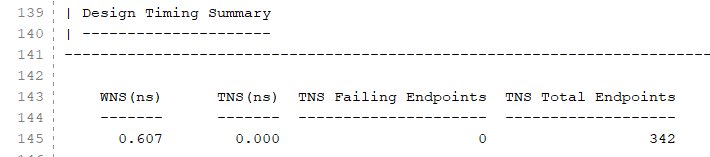 139 | Design Timing Summary
140 | ---------------------
141 ------------------------------------------------------------------------
142
143 WNS(ns) TNS(ns) TNS Failing Endpoints TNS Total Endpoints
144 ------- ------- --------------------- -------------------
145 0.607 0.000 0 342